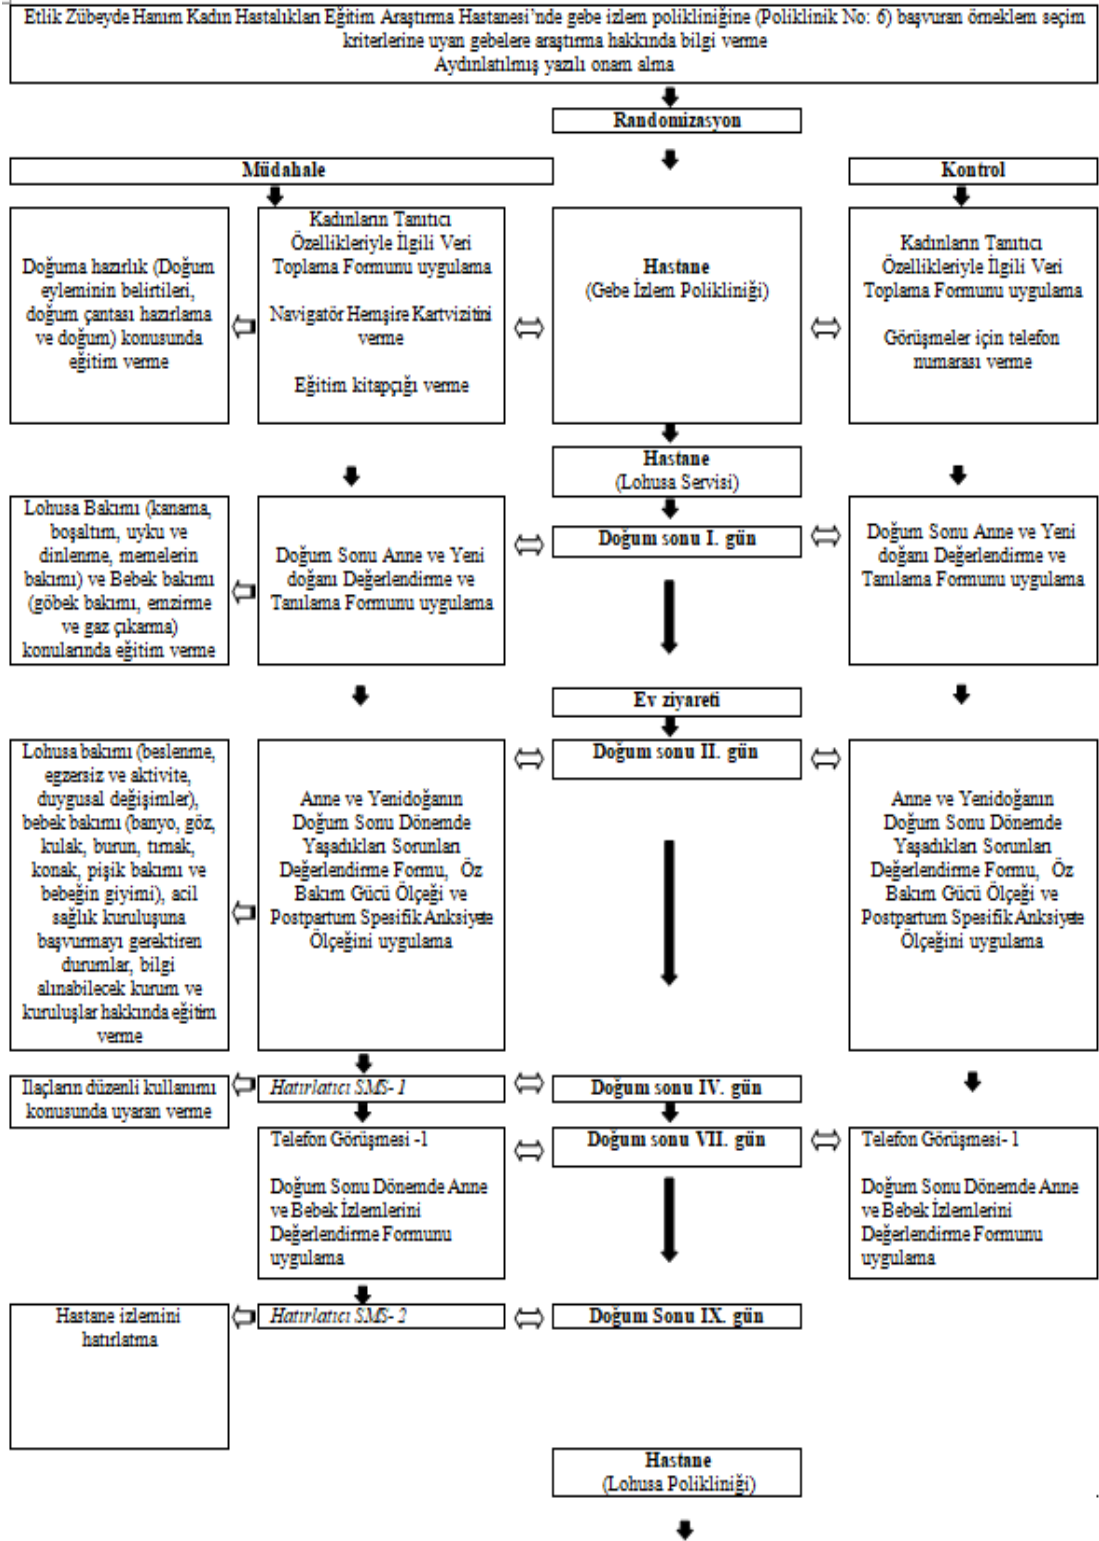 Etlik Zübeyde Hanım Kadın Hastalıkları Eğitim Araştırma Hastanesi'nde gebe izlem polikliniğine (Poliklinik No: 6) başvuran örneklem seçim
kriterlerine uyan gebelere araştırma hakkında bilgi verme
Aydınlatılmış yazılı onam alma
Randomizasyon
Müdahale
Kontrol
Doğuma hazırlık (Doğum
eyleminin belirtileri,
doğum çantası hazırlama
ve doğum) konusunda
eğitim verme
Kadınların Tanıtıcı
Özellikleriyle İlgili Veri
Toplama Formunu uygulama
Navigatör Hemşire Kartvizitini
verme
Eğitim kitapçığı verme
Hastane
(Gebe İzlem Polikliniği)
Kadınların Tanıtıcı
Özellikleriyle İlgili Veri
Toplama Formunu uygulama
Görüşmeler için telefon
numarası verme
Hastane
(Lohusa Servisi)
Lohusa Bakımı (kanama,
boşaltım, uyku ve
dinlenme, memelerin
bakımı) ve Bebek bakımı
(göbek bakımı, emzirme
ve gaz çıkarma)
konularında eğitim verme
Doğum Sonu Anne ve Yeni
doğanı Değerlendirme ve
Tanılama Formunu uygulama
Doğum sonu I. gün
Doğum Sonu Anne ve Yeni
doğanı Değerlendirme ve
Tanılama Formunu uygulama
Ev ziyareti
Lohusa bakımı (beslenme,
egzersiz ve aktivite,
duygusal değişimler),
bebek bakımı (banyo, göz,
kulak, burun, tırnak,
konak, pişik bakımı ve
bebeğin giyimi), acil
sağlık kuruluşuna
başvurmayı gerektiren
durumlar, bilgi
alınabilecek kurum ve
kuruluşlar hakkında eğitim
verme
Anne ve Yenidoğanın
Doğum Sonu Dönemde
Yaşadıkları Sorunları
Değerlendirme Formu, Öz
Bakım Gücü Ölçeği ve
Postpartum Spesifik Anksiyete
Ölçeğini uygulama
Doğum sonu II. gün
Anne ve Yenidoğanın
Doğum Sonu Dönemde
Yaşadıkları Sorunları
Değerlendirme Formu, Öz
Bakım Gücü Ölçeği ve
Postpartum Spesifik Anksiyete
Ölçeğini uygulama
İlaçların düzenli kullanımı
konusunda uyaran verme
Hatırlatıcı SMS- 1
Doğum sonu IV. gün
Telefon Görüşmesi -1
Doğum Sonu Dönemde Anne
ve Bebek İzlemlerini
Değerlendirme Formunu
uygulama
Doğum sonu VII. gün
Telefon Görüşmesi- 1
Doğum Sonu Dönemde Anne
ve Bebek İzlemlerini
Değerlendirme Formunu
uygulama
Hastane izlemini
hatırlatma
Hatırlatıcı SMS- 2
Doğum Sonu IX. gün
Hastane
(Lohusa Polikliniği)